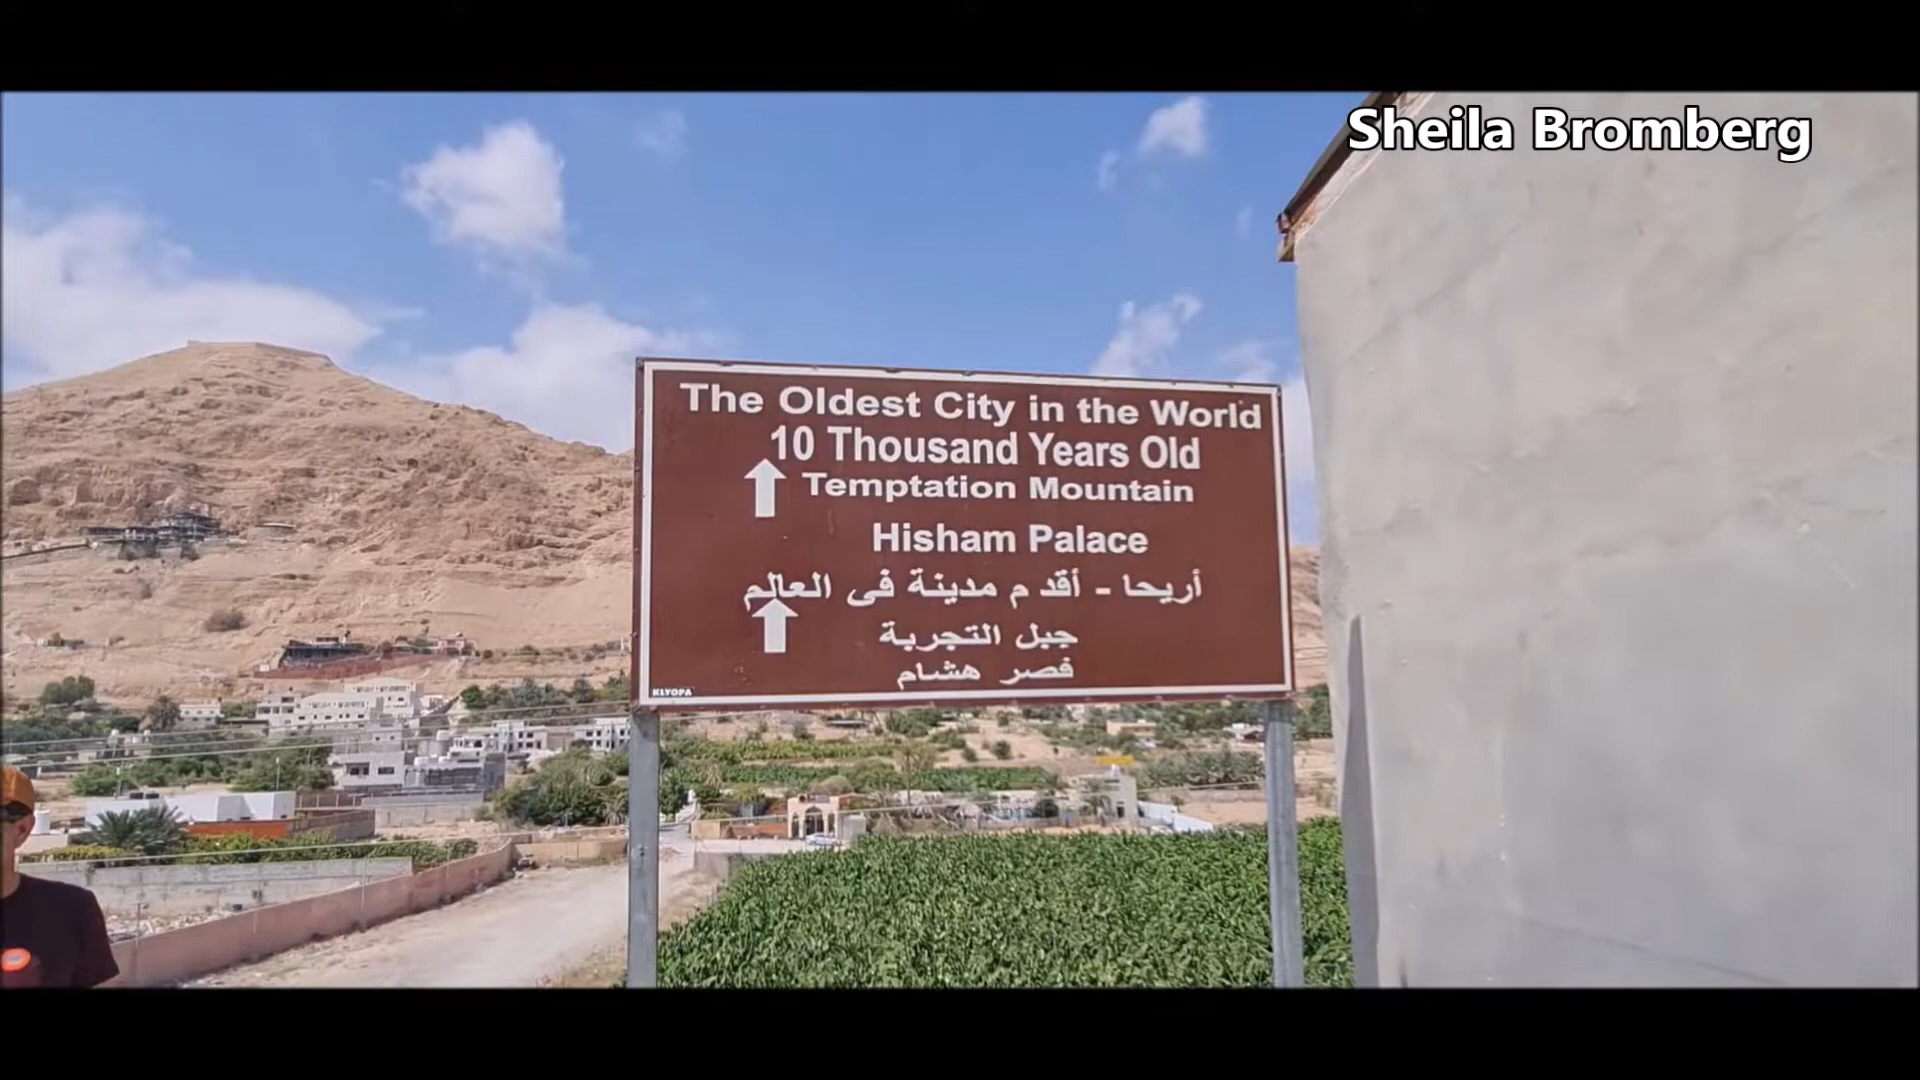 Sheila Bromberg
The Oldest City in the World
10 Thousand Years Old
Temptation Mountain
Hisham Palace
أريحا - أقدم مدينة فى العالم
جبل التجربة
قصر هشام
KLYOPA